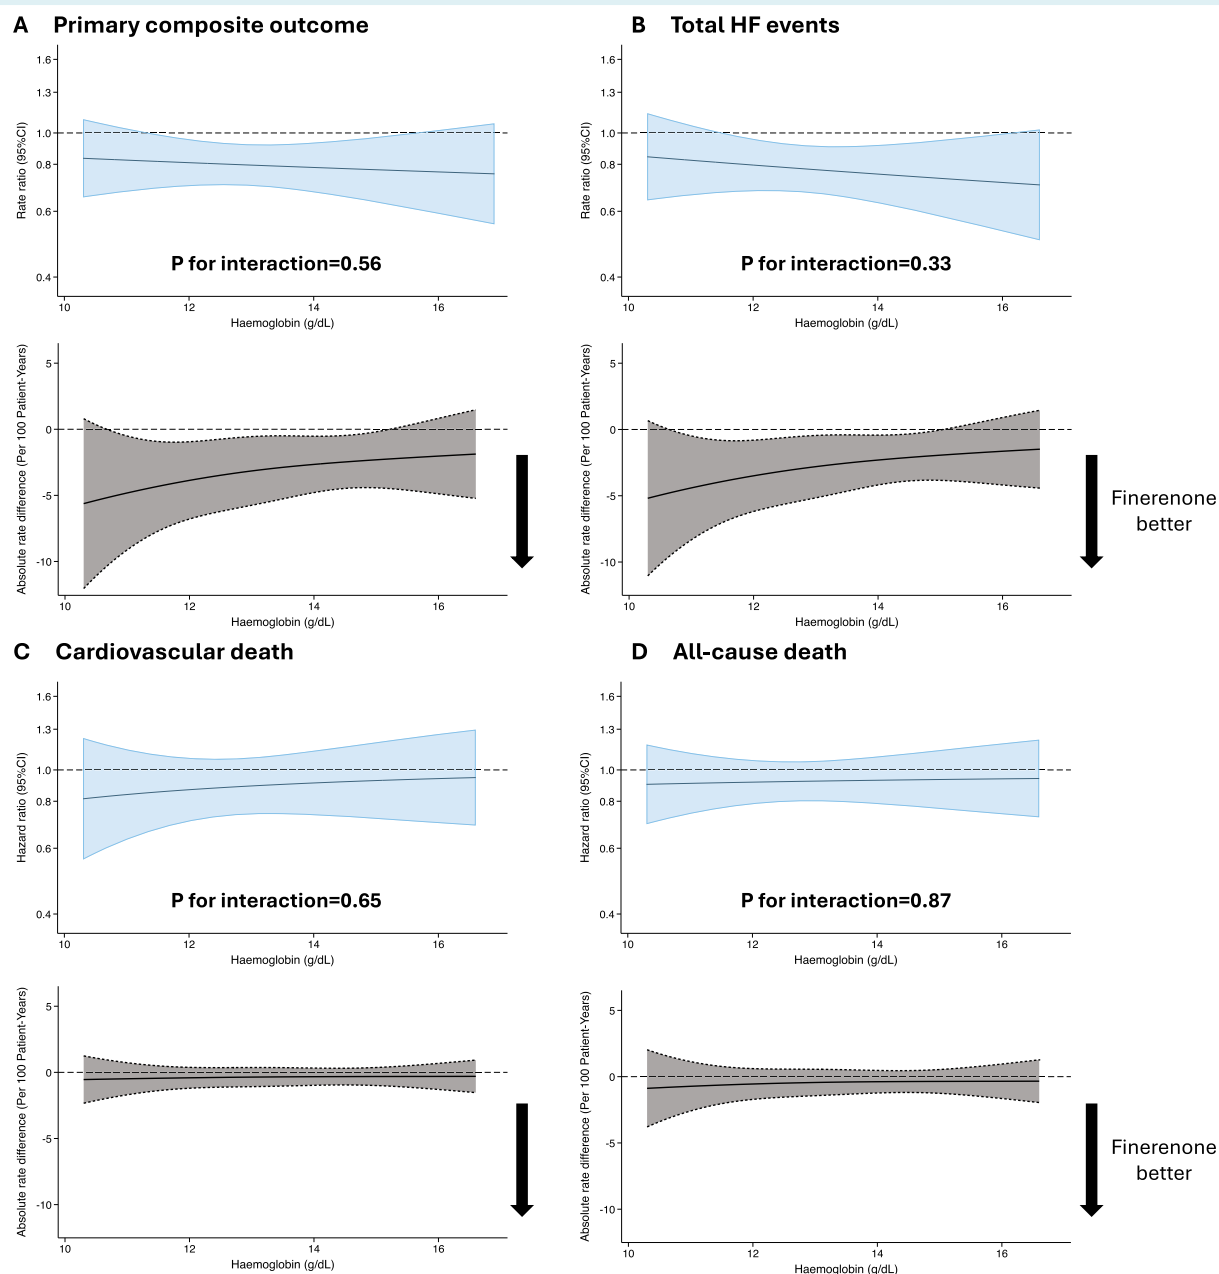 A Primary composite outcome
1.6
1.3
1.0
0.8
0.6
0.4
Rate ratio (95%CI)
10 12 14 16
Haemoglobin (g/dL)
P for interaction=0.56
5
0
-5
-10
Absolute rate difference (Per 100 Patient-Years)
10 12 14 16
Haemoglobin (g/dL)
B Total HF events
1.6
1.3
1.0
0.8
0.6
0.4
Rate ratio (95%CI)
P for interaction=0.33
10 12 14 16
Haemoglobin (g/dL)
5
0
-5
-10
Absolute rate difference (Per 100 Patient-Years)
10 12 14 16
Haemoglobin (g/dL)
Finerenone
better
C Cardiovascular death
1.6
1.3
1.0
0.8
0.6
0.4
Hazard ratio (95%CI)
P for interaction=0.65
10 12 14 16
Haemoglobin (g/dL)
5
0
-5
-10
Absolute rate difference (Per 100 Patient-Years)
10 12 14 16
Haemoglobin (g/dL)
D All-cause death
1.6
1.3
1.0
0.8
0.6
0.4
Hazard ratio (95%CI)
P for interaction=0.87
10 12 14 16
Haemoglobin (g/dL)
5
0
-5
-10
Absolute rate difference (Per 100 Patient-Years)
10 12 14 16
Haemoglobin (g/dL)
Finerenone
better